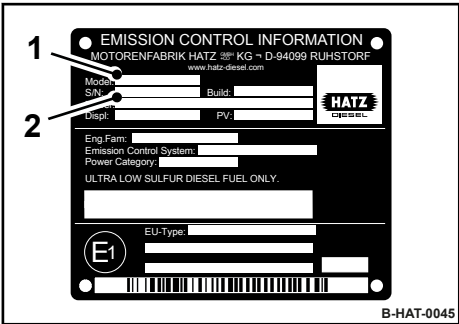 1
2
EMISSION CONTROL INFORMATION
MOTORENFABRIK HATZ GMBH & CO KG ¬ D-94099 RUHSTORF
www.hatz-diesel.com
Model:
S/N: Build:
Displ: PV:
HATZ
DIESEL
Eng.Fam:
Emission Control System:
Power Category:
ULTRA LOW SULFUR DIESEL FUEL ONLY.
EU-Type:
E1
B-HAT-0045